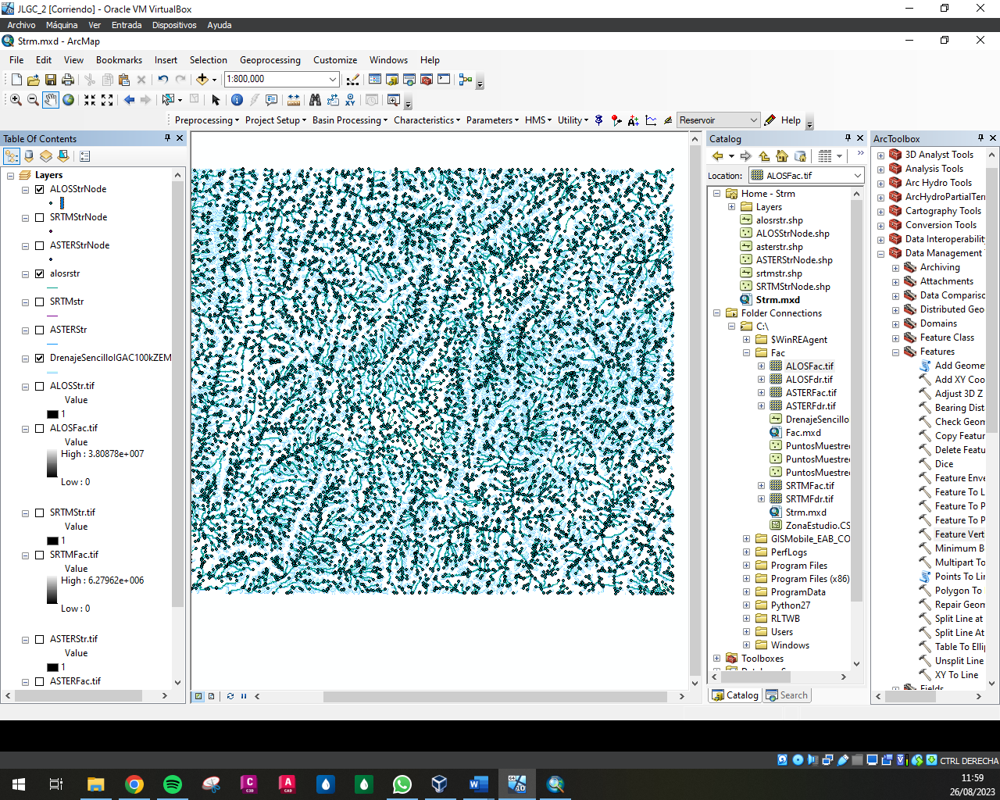 JLGC_2 [Corriendo] - Oracle VM VirtualBox
Archivo Máquina Ver Entrada Dispositivos Ayuda
Strm.mxd - ArcMap
File Edit View Bookmarks Insert Selection Geoprocessing Customize Windows Help
1:800,000
Preprocessing Project Setup Basin Processing Characteristics Parameters HMS Utility Reservoir Help
Table Of Contents
Layers
ALOSStrNode
SRTMStrNode
ASTERStrNode
alosrstr
SRTMstr
ASTERStr
DrenajeSencilloIGAC100kZEM
ALOSStr.tif
Value
1
ALOSFac.tif
Value
High : 3.80878e+007
Low : 0
SRTMStr.tif
Value
1
SRTMFac.tif
Value
High : 6.27962e+006
Low : 0
ASTERStr.tif
Value
1
ASTERFac.tif
Catalog
Location: ALOSFac.tif
Home - Strm
Layers
alosrstr.shp
ALOSStrNode.shp
asterstr.shp
ASTERStrNode.shp
srtmstr.shp
SRTMStrNode.shp
Strm.mxd
Folder Connections
C:\
$WinREAgent
Fac
ALOSFac.tif
ALOSFdr.tif
ASTERFac.tif
ASTERFdr.tif
DrenajeSencillo
Fac.mxd
PuntosMuestre
PuntosMuestre
PuntosMuestre
SRTMFac.tif
SRTMFdr.tif
Strm.mxd
ZonaEstudio.CS
GISMobile_EAB_CO
PerfLogs
Program Files
Program Files (x86)
ProgramData
Python27
RLTWB
Users
Windows
Toolboxes
Catalog Search
ArcToolbox
3D Analyst Tools
Analysis Tools
Arc Hydro Tools
ArcHydroPartialTerr
Cartography Tools
Conversion Tools
Data Interoperability
Data Management
Archiving
Attachments
Data Comparisc
Distributed Geo
Domains
Feature Class
Features
Add Geome
Add XY Coo
Adjust 3D Z
Bearing Dist
Check Geom
Copy Featur
Delete Featu
Dice
Feature Enve
Feature To L
Feature To P
Feature To P
Feature Vert
Minimum B
Multipart To
Points To Lin
Polygon To
Repair Geom
Split Line at
Split Line At
Table To Elli
Unsplit Line
XY To Line
Fields
CTRL DERECHA
11:59
26/08/2023